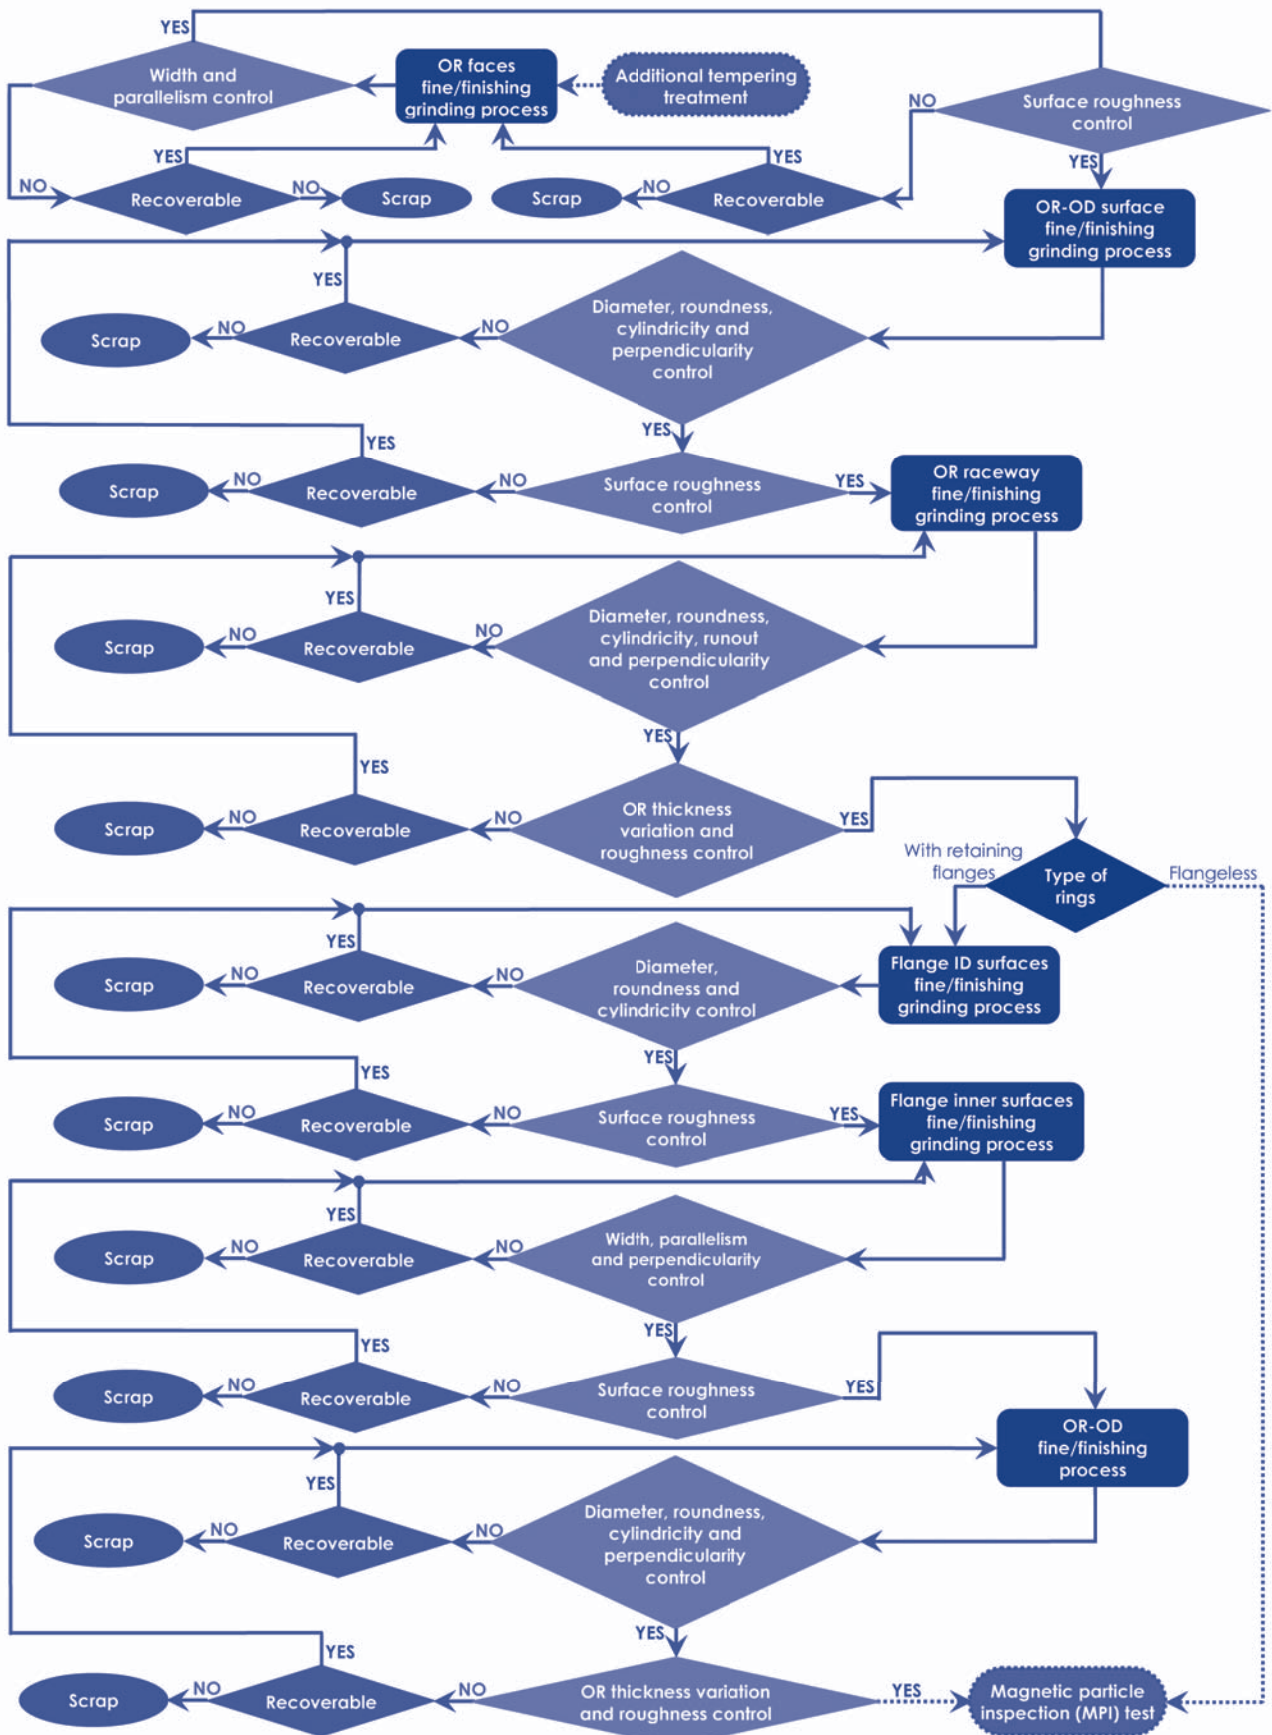 YES
Width and
parallelism control
OR faces
fine/finishing
grinding process
Additional tempering
treatment
NO
Surface roughness
control
YES
YES
YES
NO
Recoverable
NO
Scrap
Scrap
NO
Recoverable
OR-OD surface
fine/finishing
grinding process
YES
Diameter, roundness,
cylindricity and
perpendicularity
control
NO
Recoverable
NO
Scrap
YES
YES
Scrap
NO
Recoverable
NO
Surface roughness
control
YES
OR raceway
fine/finishing
grinding process
YES
Scrap
NO
Recoverable
NO
Diameter, roundness,
cylindricity, runout
and perpendicularity
control
YES
YES
Scrap
NO
Recoverable
NO
OR thickness
variation and
roughness control
YES
With retaining
flanges
Type of
rings
Flangeless
YES
Scrap
NO
Recoverable
NO
Diameter,
roundness and
cylindricity control
Flange ID surfaces
fine/finishing
grinding process
YES
YES
Scrap
NO
Recoverable
NO
Surface roughness
control
YES
Flange inner surfaces
fine/finishing
grinding process
YES
Scrap
NO
Recoverable
NO
Width, parallelism
and perpendicularity
control
YES
YES
Scrap
NO
Recoverable
NO
Surface roughness
control
YES
OR-OD
fine/finishing
process
YES
Scrap
NO
Recoverable
NO
Diameter, roundness,
cylindricity and
perpendicularity
control
YES
YES
Scrap
NO
Recoverable
NO
OR thickness variation
and roughness control
YES
Magnetic particle
inspection (MPI) test